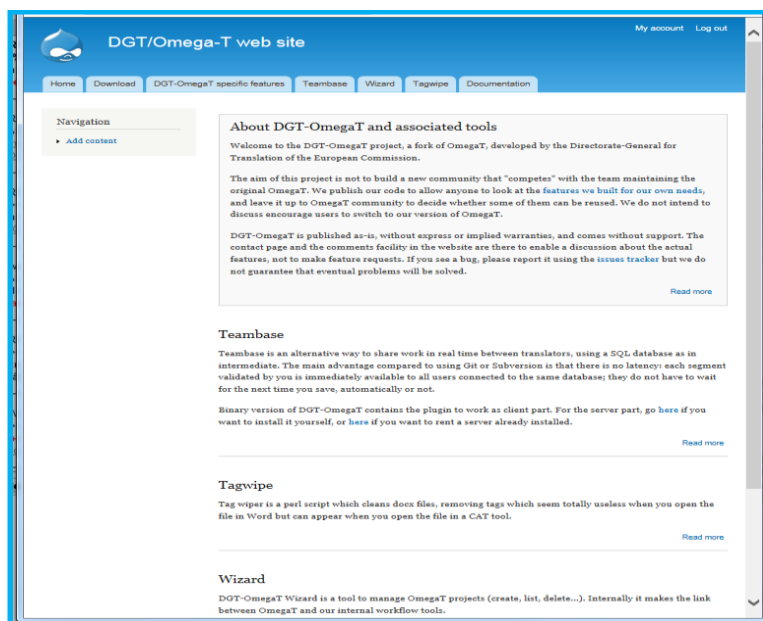 My account Log out
DGT/Omega-T web site
Home Download DGT-OmegaT specific features Teambase Wizard Tagwipe Documentation
Navigation
Add content
About DGT-OmegaT and associated tools
Welcome to the DGT-OmegaT project, a fork of OmegaT, developed by the Directorate-General for
Translation of the European Commission.
The aim of this project is not to build a new community that "competes" with the team maintaining the
original OmegaT. We publish our code to allow anyone to look at the features we built for our own needs,
and leave it up to OmegaT community to decide whether some of them can be reused. We do not intend to
discuss encourage users to switch to our version of OmegaT.
DGT-OmegaT is published as-is, without express or implied warranties, and comes without support. The
contact page and the comments facility in the website are there to enable a discussion about the actual
features, not to make feature requests. If you see a bug, please report it using the issues tracker but we do
not guarantee that eventual problems will be solved.
Read more
Teambase
Teambase is an alternative way to share work in real time between translators, using a SQL database as in
intermediate. The main advantage compared to using Git or Subversion is that there is no latency: each segment
validated by you is immediately available to all users connected to the same database; they do not have to wait
for the next time you save, automatically or not.
Binary version of DGT-OmegaT contains the plugin to work as client part. For the server part, go here if you
want to install it yourself, or here if you want to rent a server already installed.
Read more
Tagwipe
Tag wiper is a perl script which cleans docx files, removing tags which seem totally useless when you open the
file in Word but can appear when you open the file in a CAT tool.
Read more
Wizard
DGT-OmegaT Wizard is a tool to manage OmegaT projects (create, list, delete...). Internally it makes the link
between OmegaT and our internal workflow tools.